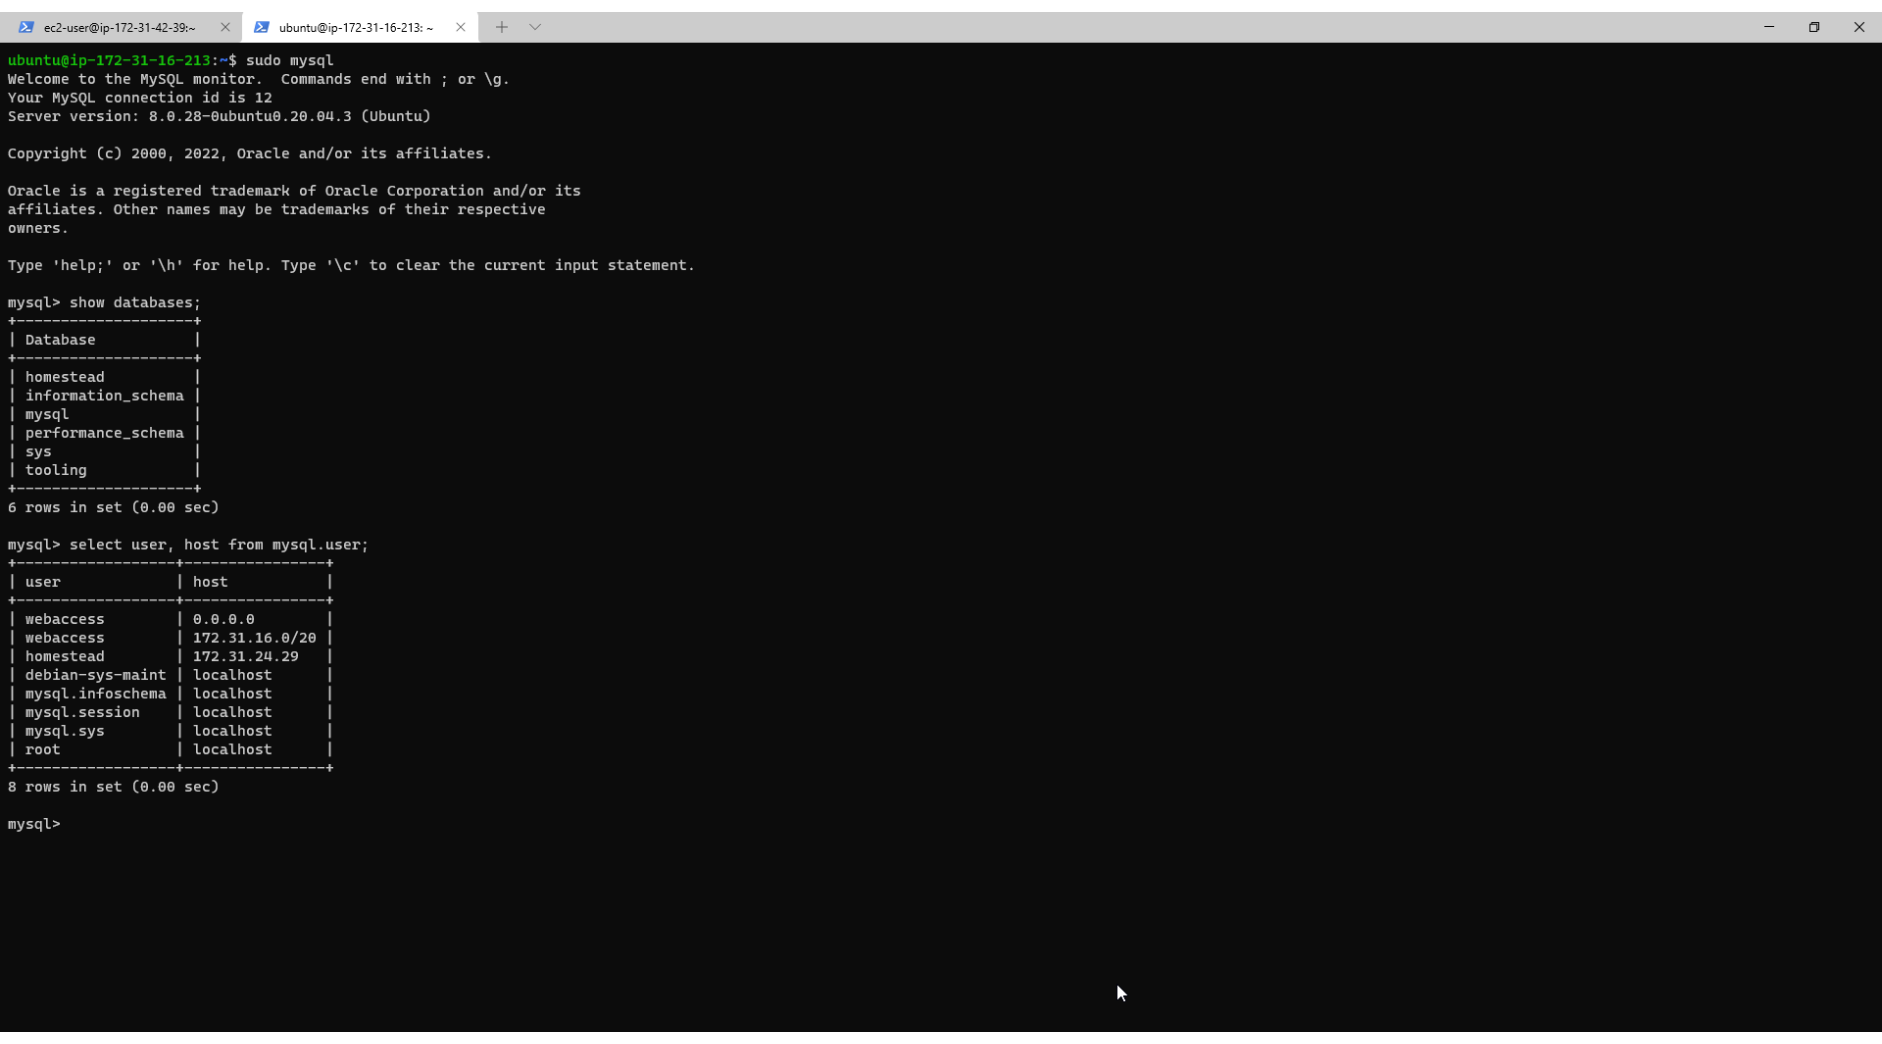 ec2-user@ip-172-31-42-39:~
ubuntu@ip-172-31-16-213: ~
ubuntu@ip-172-31-16-213:~$ sudo mysql
Welcome to the MySQL monitor.  Commands end with ; or \g.
Your MySQL connection id is 12
Server version: 8.0.28-0ubuntu0.20.04.3 (Ubuntu)
Copyright (c) 2000, 2022, Oracle and/or its affiliates.
Oracle is a registered trademark of Oracle Corporation and/or its
affiliates. Other names may be trademarks of their respective
owners.
Type 'help;' or '\h' for help. Type '\c' to clear the current input statement.
mysql> show databases;
+--------------------+
| Database           |
+--------------------+
| homestead          |
| information_schema |
| mysql              |
| performance_schema |
| sys                |
| tooling            |
+--------------------+
6 rows in set (0.00 sec)
mysql> select user, host from mysql.user;
+------------------+----------------+
| user             | host           |
+------------------+----------------+
| webaccess        | 0.0.0.0        |
| webaccess        | 172.31.16.0/20 |
| homestead        | 172.31.24.29   |
| debian-sys-maint | localhost      |
| mysql.infoschema | localhost      |
| mysql.session    | localhost      |
| mysql.sys        | localhost      |
| root             | localhost      |
+------------------+----------------+
8 rows in set (0.00 sec)
mysql>